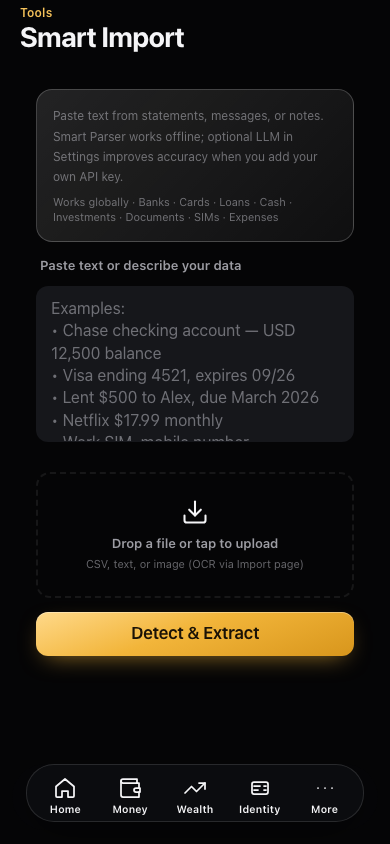 Tools
Smart Import
Paste text from statements, messages, or notes.
Smart Parser works offline; optional LLM in
Settings improves accuracy when you add your
own API key.
Works globally · Banks · Cards · Loans · Cash ·
Investments · Documents · SIMs · Expenses
Paste text or describe your data
Examples:
• Chase checking account — USD
12,500 balance
• Visa ending 4521, expires 09/26
• Lent $500 to Alex, due March 2026
• Netflix $17.99 monthly
• Work SIM, mobile number
Drop a file or tap to upload
CSV, text, or image (OCR via Import page)
Detect & Extract
Home
Money
Wealth
Identity
More